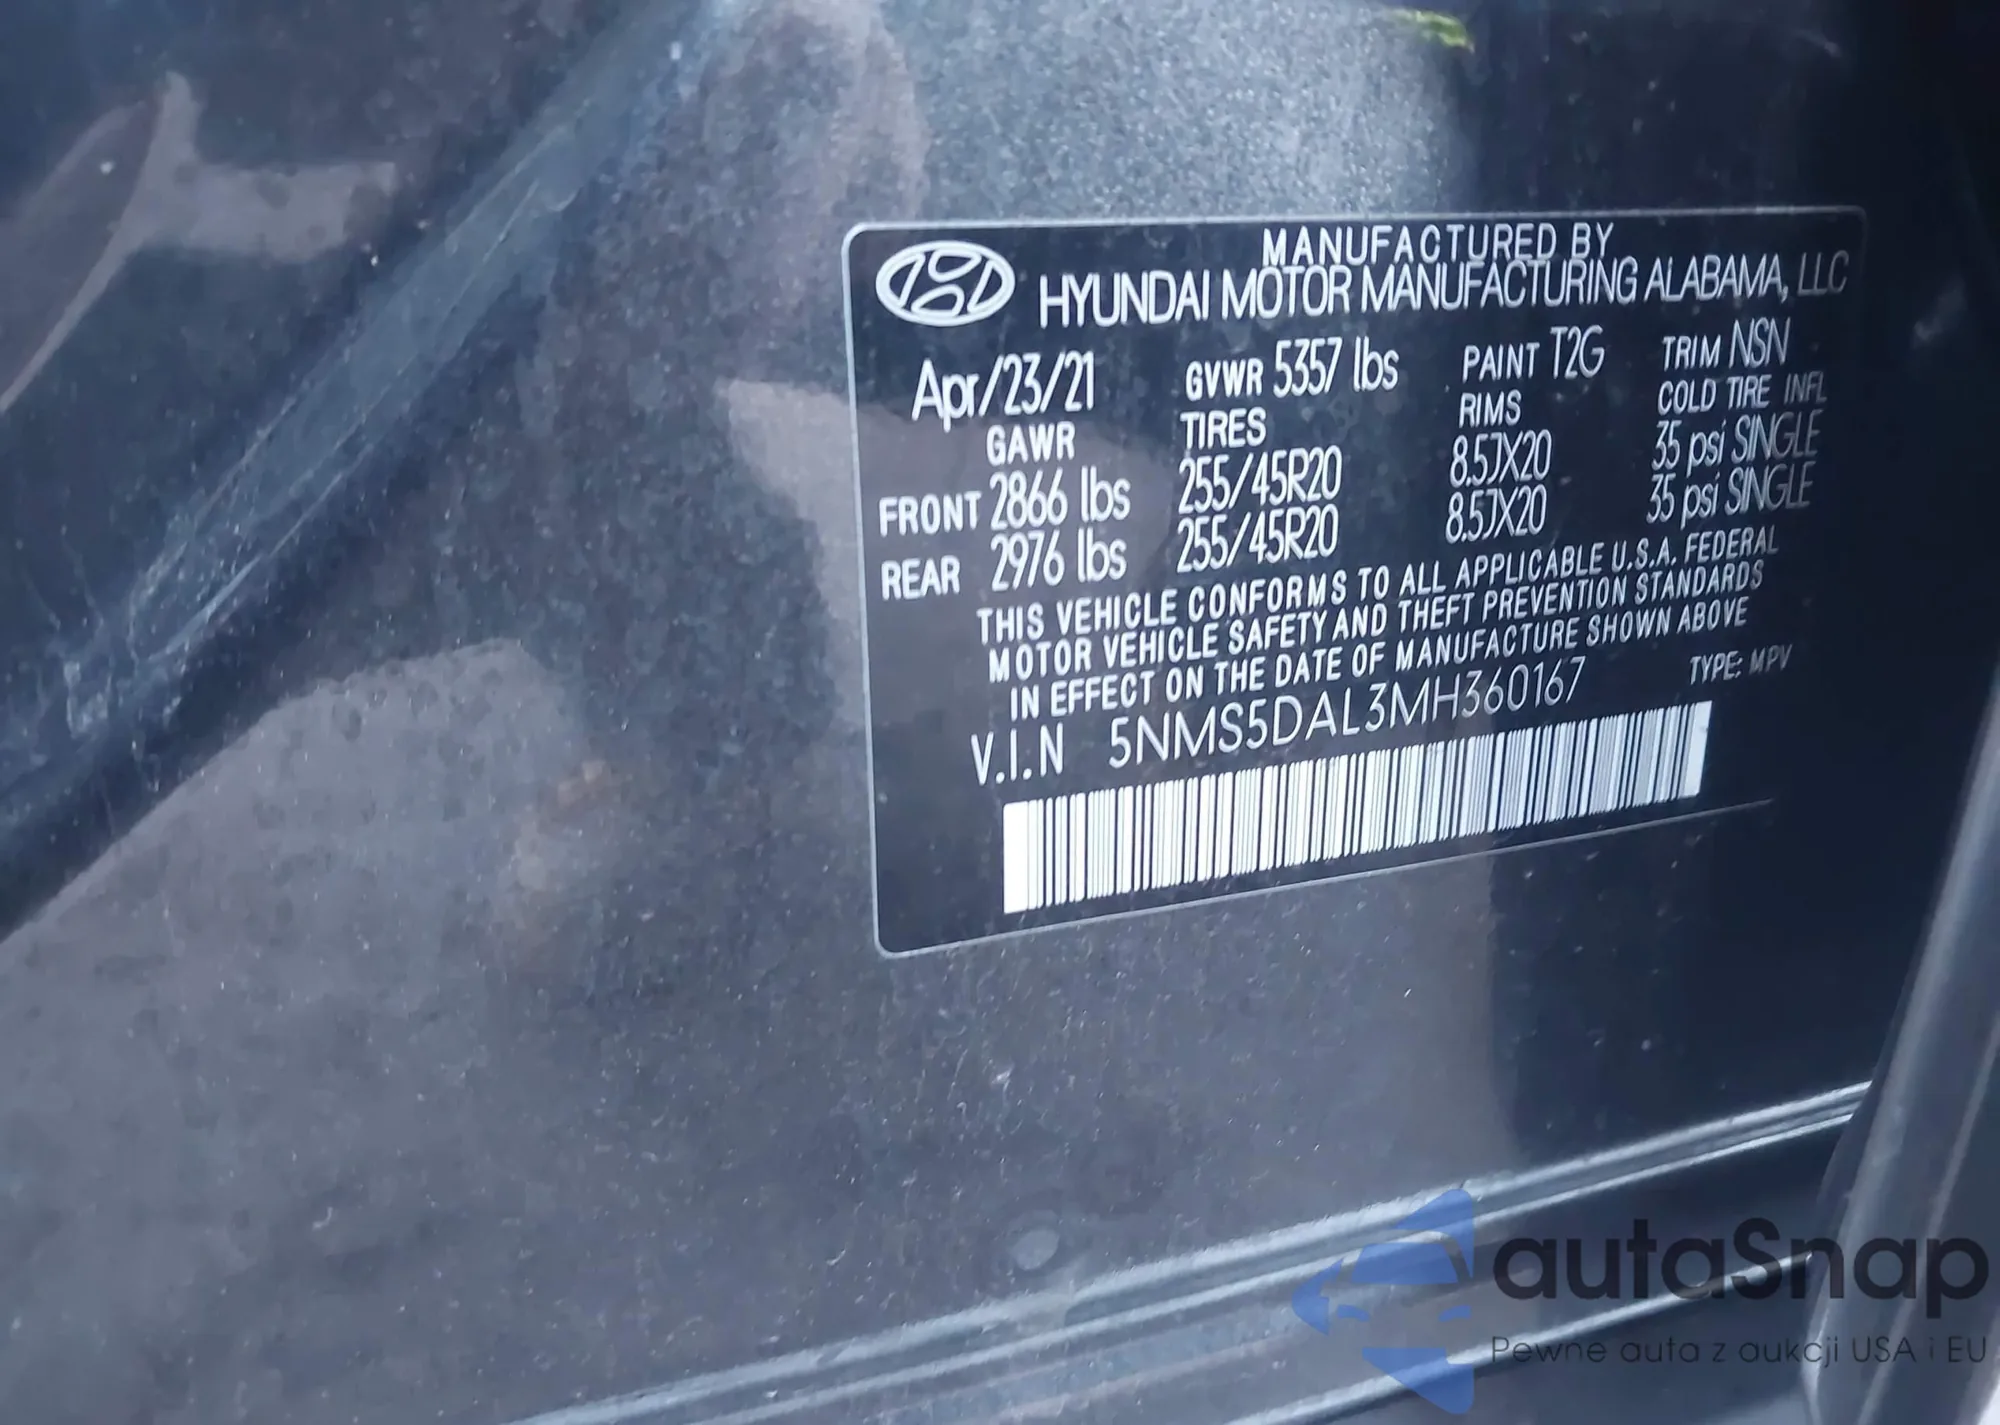 MANUFACTURED BY
HYUNDAI MOTOR MANUFACTURING ALABAMA, LLC
Apr/23/21 GVWR 5357 lbs PAINT T2G TRIM NSN
GAWR TIRES RIMS COLD TIRE INFL
FRONT 2866 lbs 255/45R20 8.5JX20 35 psi SINGLE
REAR 2976 lbs 255/45R20 8.5JX20 35 psi SINGLE
THIS VEHICLE CONFORMS TO ALL APPLICABLE U.S.A. FEDERAL
MOTOR VEHICLE SAFETY AND THEFT PREVENTION STANDARDS
IN EFFECT ON THE DATE OF MANUFACTURE SHOWN ABOVE
V.I.N 5NMS5DAL3MH360167 TYPE: MPV
autaSnap
Pewne auta z aukcji USA i EU